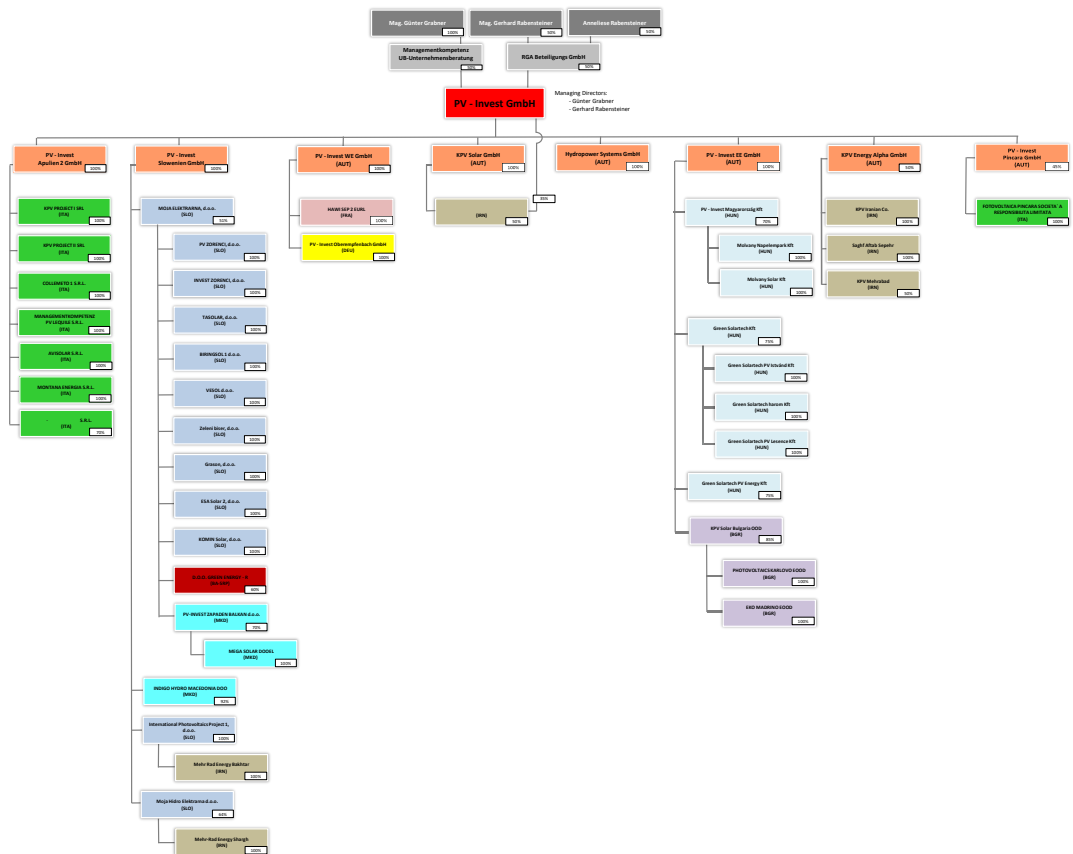 Mag. Günter Grabner
100%
Mag. Gerhard Rabensteiner
50%
Anneliese Rabensteiner
50%
Managementkompetenz
UB-Unternehmensberatung
50%
RGA Beteiligungs GmbH
50%
PV - Invest GmbH
Managing Directors:
- Günter Grabner
- Gerhard Rabensteiner
PV - Invest
Apulien 2 GmbH
100%
PV - Invest
Slowenien GmbH
100%
PV - Invest WE GmbH
(AUT)
100%
KPV Solar GmbH
(AUT)
100%
Hydropower Systems GmbH
(AUT)
100%
PV - Invest EE GmbH
(AUT)
100%
KPV Energy Alpha GmbH
(AUT)
50%
PV - Invest
Pincara GmbH
(AUT)
45%
KPV PROJECT I SRL
(ITA)
100%
KPV PROJECT II SRL
(ITA)
100%
COLLEMETO 1 S.R.L.
(ITA)
100%
MANAGEMENTKOMPETENZ
PV LEQUILE S.R.L.
(ITA)
100%
AVISOLAR S.R.L.
(ITA)
100%
MONTANA ENERGIA S.R.L.
(ITA)
100%
- S.R.L.
(ITA)
70%
MOJA ELEKTRARNA, d.o.o.
(SLO)
51%
PV ZORENCI, d.o.o.
(SLO)
100%
INVEST ZORENCI, d.o.o.
(SLO)
100%
TASOLAR, d.o.o.
(SLO)
100%
BIRINGSOL 1 d.o.o.
(SLO)
100%
VESOL d.o.o.
(SLO)
100%
Zeleni biser, d.o.o.
(SLO)
100%
Grason, d.o.o.
(SLO)
100%
ESA Solar 2, d.o.o.
(SLO)
100%
KOMIN Solar, d.o.o.
(SLO)
100%
60%
PV-INVEST ZAPADEN BALKAN d.o.o.
(MKD)
70%
MEGA SOLAR DODEL
(MKD)
100%
INDIGO HYDRO MACEDONIA DOO
(MKD)
92%
International Photovoltaics Project 1,
d.o.o.
(SLO)
100%
Mehr Rad Energy Bakhtar
(IRN)
100%
Moja Hidro Elektrarna d.o.o.
(SLO)
Mehr-Rad Energy Shargh
(IRN)
100%
HAWI SEP 2 EURL
(FRA)
100%
PV - Invest Oberempfenbach GmbH
(DEU)
100%
35%
(IRN)
50%
PV - Invest Magyarország Kft
(HUN)
70%
Molvany Napelempark Kft
(HUN)
100%
Molvany Solar Kft
(HUN)
100%
Green Solartech Kft
(HUN)
75%
Green Solartech PV Istvánd Kft
(HUN)
100%
Green Solartech harom Kft
(HUN)
100%
Green Solartech PV Lesence Kft
(HUN)
100%
Green Solartech PV Energy Kft
(HUN)
75%
KPV Solar Bulgaria OOD
(BGR)
85%
PHOTOVOLTAICS KARLOVO EOOD
(BGR)
100%
EKO MADRINO EOOD
(BGR)
100%
KPV Iranian Co.
(IRN)
100%
Saghf Aftab Sepehr
(IRN)
100%
KPV Mehrabad
(IRN)
50%
FOTOVOLTAICA PINCARA SOCIETA` A
RESPONSIBILITA LIMITATA
(ITA)
100%